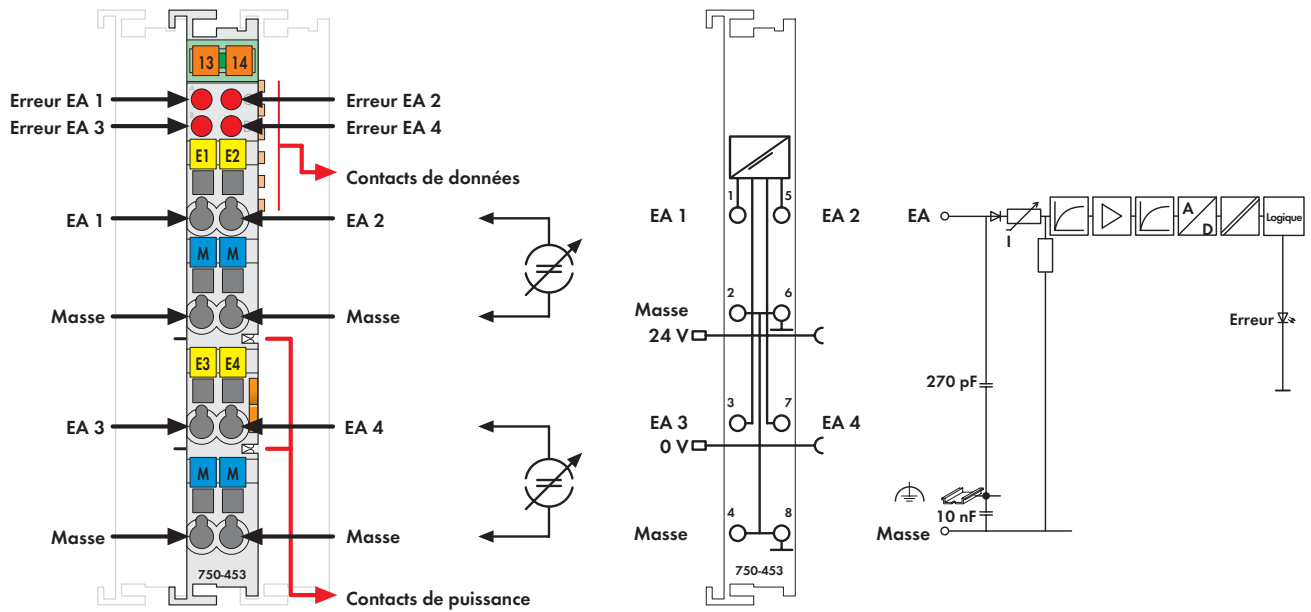 13 14
Erreur EA 1
Erreur EA 2
Erreur EA 3
Erreur EA 4
E1 E2
Contacts de données
EA 1
EA 2
M M
Masse
Masse
E3 E4
EA 3
EA 4
M M
Masse
Masse
750-453
Contacts de puissance
1 5
EA 1
EA 2
2 6
Masse
24 V
3 7
EA 3
EA 4
0 V
4 8
Masse
750-453
EA
I
A
D
Logique
Erreur
270 pF
10 nF
Masse